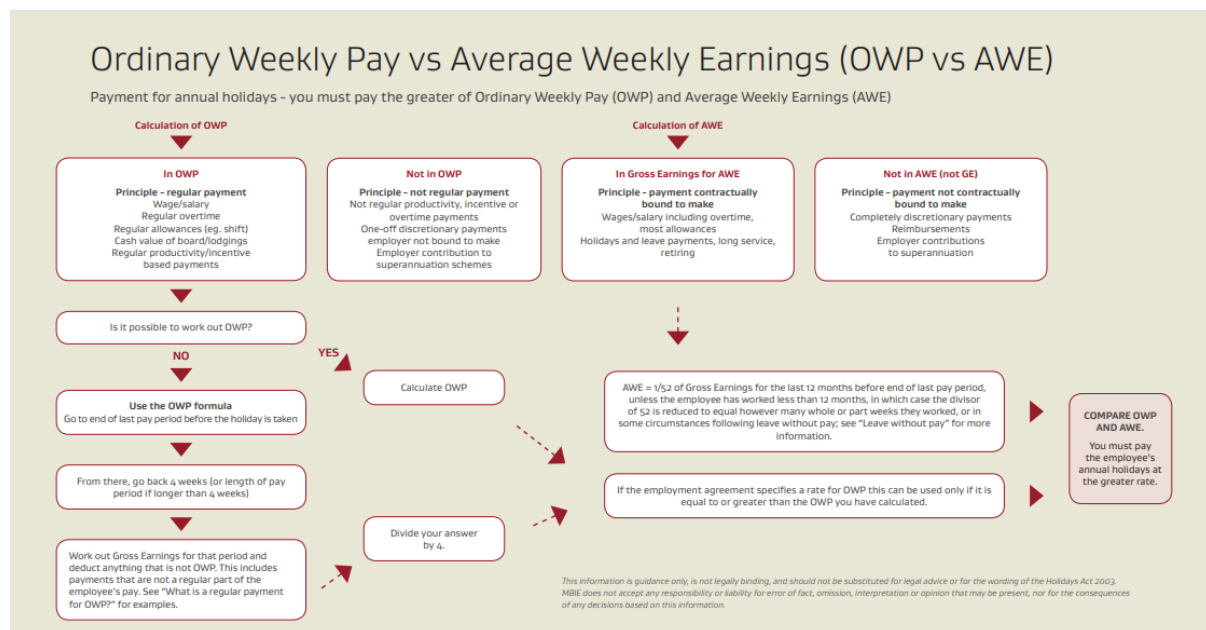 Ordinary Weekly Pay vs Average Weekly Earnings (OWP vs AWE)
Payment for annual holidays - you must pay the greater of Ordinary Weekly Pay (OWP) and Average Weekly Earnings (AWE)
Calculation of OWP
Calculation of AWE
In OWP
Principle - regular payment
Wage/salary
Regular overtime
Regular allowances (eg. shift)
Cash value of board/lodgings
Regular productivity/incentive
based payments
Not in OWP
Principle - not regular payment
Not regular productivity, incentive or
overtime payments
One-off discretionary payments
employer not bound to make
Employer contribution to
superannuation schemes
In Gross Earnings for AWE
Principle - payment contractually
bound to make
Wages/salary including overtime,
most allowances
Holidays and leave payments, long service,
retiring
Not in AWE (not GE)
Principle - payment not contractually
bound to make
Completely discretionary payments
Reimbursements
Employer contributions
to superannuation
Is it possible to work out OWP?
NO
YES
Use the OWP formula
Go to end of last pay period before the holiday is taken
From there, go back 4 weeks (or length of pay
period if longer than 4 weeks)
Work out Gross Earnings for that period and
deduct anything that is not OWP. This includes
payments that are not a regular part of the
employee's pay. See "What is a regular payment
for OWP?" for examples.
Calculate OWP
Divide your answer
by 4.
AWE = 1/52 of Gross Earnings for the last 12 months before end of last pay period,
unless the employee has worked less than 12 months, in which case the divisor
of 52 is reduced to equal however many whole or part weeks they worked, or in
some circumstances following leave without pay; see "Leave without pay" for more
information.
If the employment agreement specifies a rate for OWP this can be used only if it is
equal to or greater than the OWP you have calculated.
COMPARE OWP
AND AWE.
You must pay
the employee's
annual holidays at
the greater rate.
This information is guidance only, is not legally binding, and should not be substituted for legal advice or for the wording of the Holidays Act 2003.
MBIE does not accept any responsibility or liability for error of fact, omission, interpretation or opinion that may be present, nor for the consequences
of any decisions based on this information.